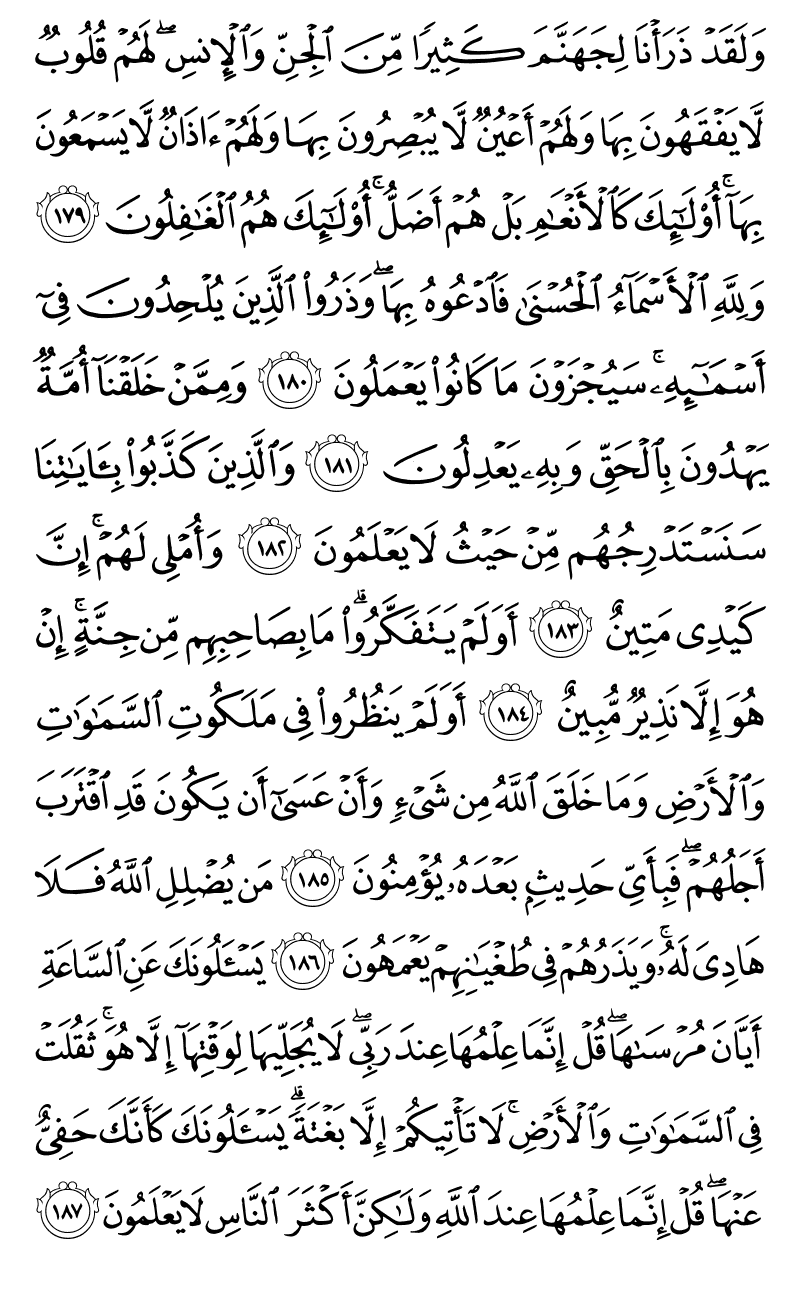 وَلَقَدۡ ذَرَأۡنَا لِجَهَنَّمَ كَثِيرٗا مِّنَ ٱلۡجِنِّ وَٱلۡإِنسِۖ لَهُمۡ قُلُوبٞ
لَّا يَفۡقَهُونَ بِهَا وَلَهُمۡ أَعۡيُنٞ لَّا يُبۡصِرُونَ بِهَا وَلَهُمۡ ءَاذَانٞ لَّا يَسۡمَعُونَ
بِهَآۚ أُوْلَٰٓئِكَ كَٱلۡأَنۡعَٰمِ بَلۡ هُمۡ أَضَلُّۚ أُوْلَٰٓئِكَ هُمُ ٱلۡغَٰفِلُونَ ١٧٩
وَلِلَّهِ ٱلۡأَسۡمَآءُ ٱلۡحُسۡنَىٰ فَٱدۡعُوهُ بِهَاۖ وَذَرُواْ ٱلَّذِينَ يُلۡحِدُونَ فِيٓ
أَسۡمَٰٓئِهِۦۚ سَيُجۡزَوۡنَ مَا كَانُواْ يَعۡمَلُونَ ١٨٠ وَمِمَّنۡ خَلَقۡنَآ أُمَّةٞ
يَهۡدُونَ بِٱلۡحَقِّ وَبِهِۦ يَعۡدِلُونَ ١٨١ وَٱلَّذِينَ كَذَّبُواْ بِـَٔايَٰتِنَا
سَنَسۡتَدۡرِجُهُم مِّنۡ حَيۡثُ لَا يَعۡلَمُونَ ١٨٢ وَأُمۡلِي لَهُمۡۚ إِنَّ
كَيۡدِي مَتِينٌ ١٨٣ أَوَلَمۡ يَتَفَكَّرُواْۗ مَا بِصَاحِبِهِم مِّن جِنَّةٍۚ إِنۡ
هُوَ إِلَّا نَذِيرٞ مُّبِينٌ ١٨٤ أَوَلَمۡ يَنظُرُواْ فِي مَلَكُوتِ ٱلسَّمَٰوَٰتِ
وَٱلۡأَرۡضِ وَمَا خَلَقَ ٱللَّهُ مِن شَيۡءٖ وَأَنۡ عَسَىٰٓ أَن يَكُونَ قَدِ ٱقۡتَرَبَ
أَجَلُهُمۡۖ فَبِأَيِّ حَدِيثِۭ بَعۡدَهُۥ يُؤۡمِنُونَ ١٨٥ مَن يُضۡلِلِ ٱللَّهُ فَلَا
هَادِيَ لَهُۥۚ وَيَذَرُهُمۡ فِي طُغۡيَٰنِهِمۡ يَعۡمَهُونَ ١٨٦ يَسۡـَٔلُونَكَ عَنِ ٱلسَّاعَةِ
أَيَّانَ مُرۡسَىٰهَاۖ قُلۡ إِنَّمَا عِلۡمُهَا عِندَ رَبِّيۖ لَا يُجَلِّيهَا لِوَقۡتِهَآ إِلَّا هُوَۚ ثَقُلَتۡ
فِي ٱلسَّمَٰوَٰتِ وَٱلۡأَرۡضِۚ لَا تَأۡتِيكُمۡ إِلَّا بَغۡتَةٗۗ يَسۡـَٔلُونَكَ كَأَنَّكَ حَفِيٌّ
عَنۡهَاۖ قُلۡ إِنَّمَا عِلۡمُهَا عِندَ ٱللَّهِ وَلَٰكِنَّ أَكۡثَرَ ٱلنَّاسِ لَا يَعۡلَمُونَ ١٨٧